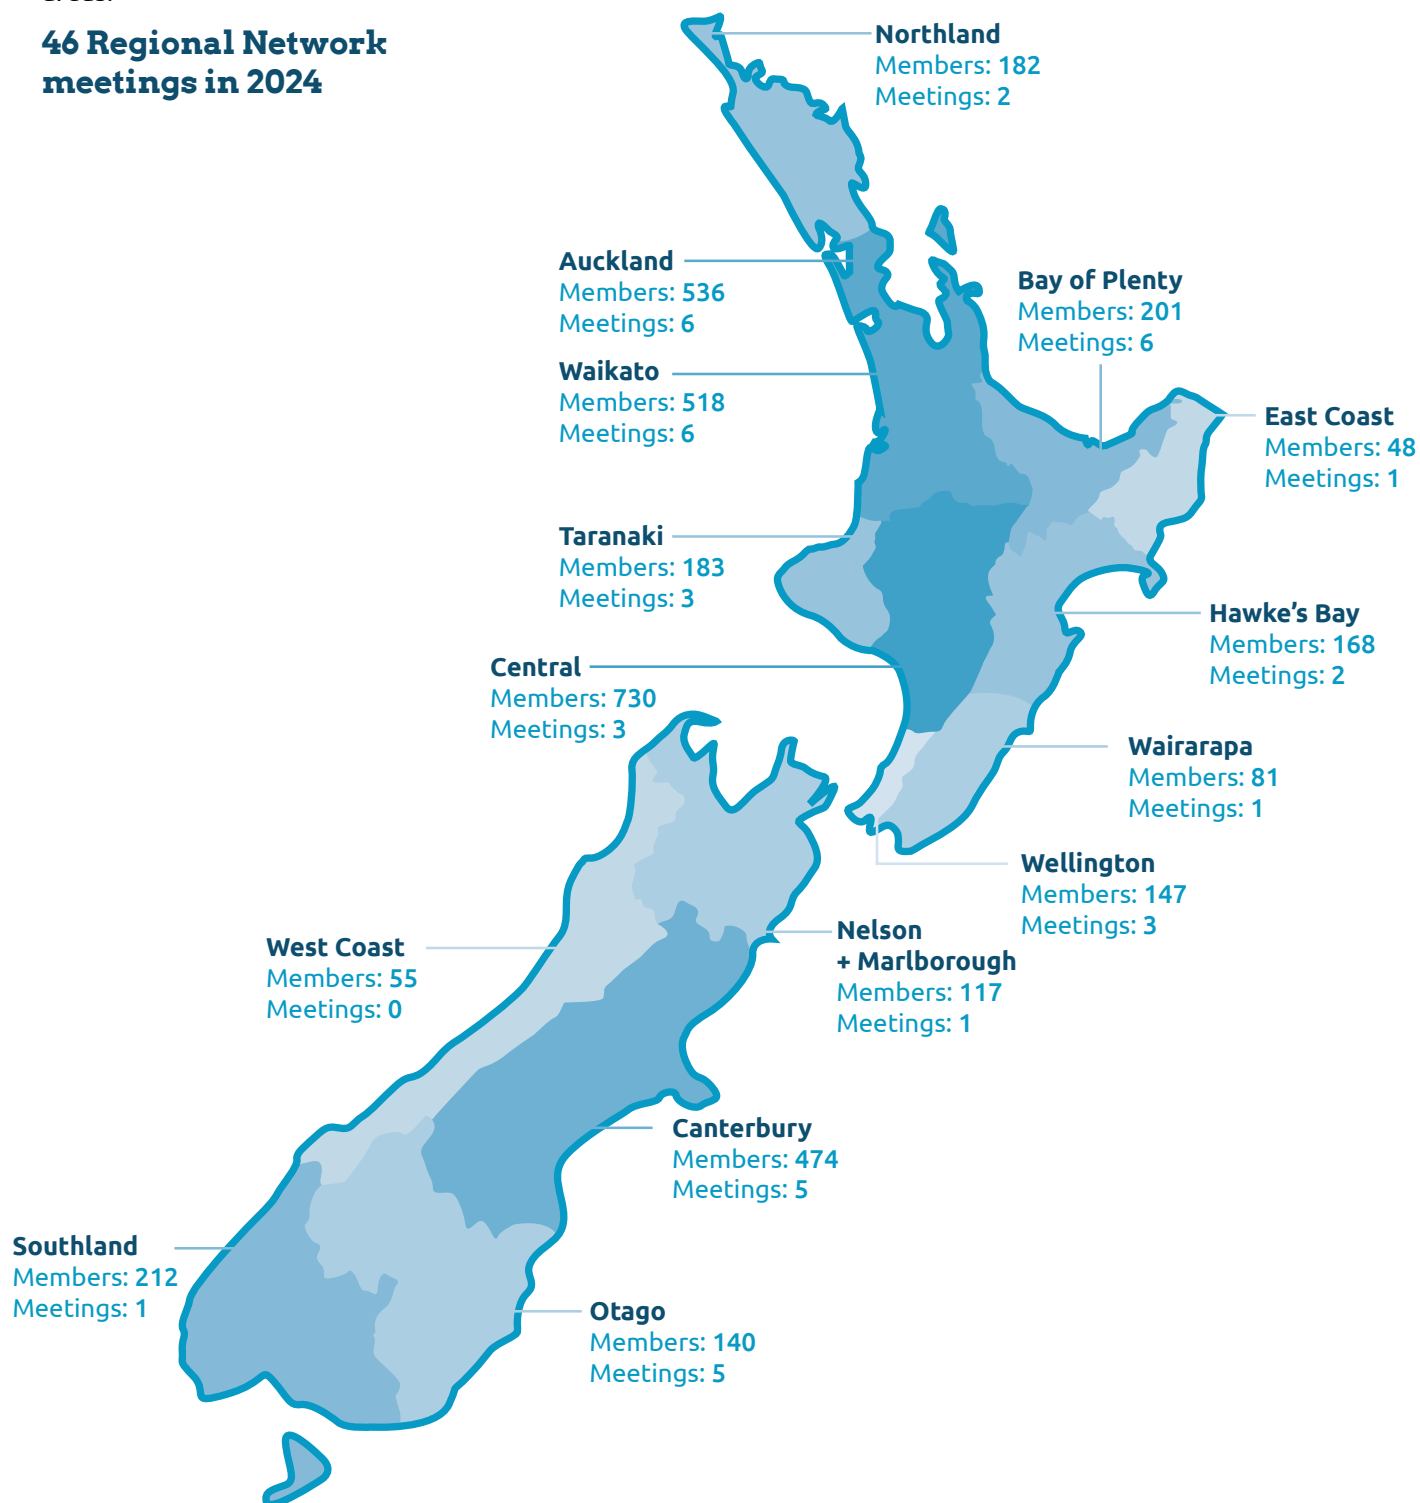 46 Regional Network
meetings in 2024
Northland
Members: 182
Meetings: 2
Auckland
Members: 536
Meetings: 6
Bay of Plenty
Members: 201
Meetings: 6
Waikato
Members: 518
Meetings: 6
East Coast
Members: 48
Meetings: 1
Taranaki
Members: 183
Meetings: 3
Hawke's Bay
Members: 168
Meetings: 2
Central
Members: 730
Meetings: 3
Wairarapa
Members: 81
Meetings: 1
Wellington
Members: 147
Meetings: 3
Nelson
+ Marlborough
Members: 117
Meetings: 1
West Coast
Members: 55
Meetings: 0
Canterbury
Members: 474
Meetings: 5
Southland
Members: 212
Meetings: 1
Otago
Members: 140
Meetings: 5